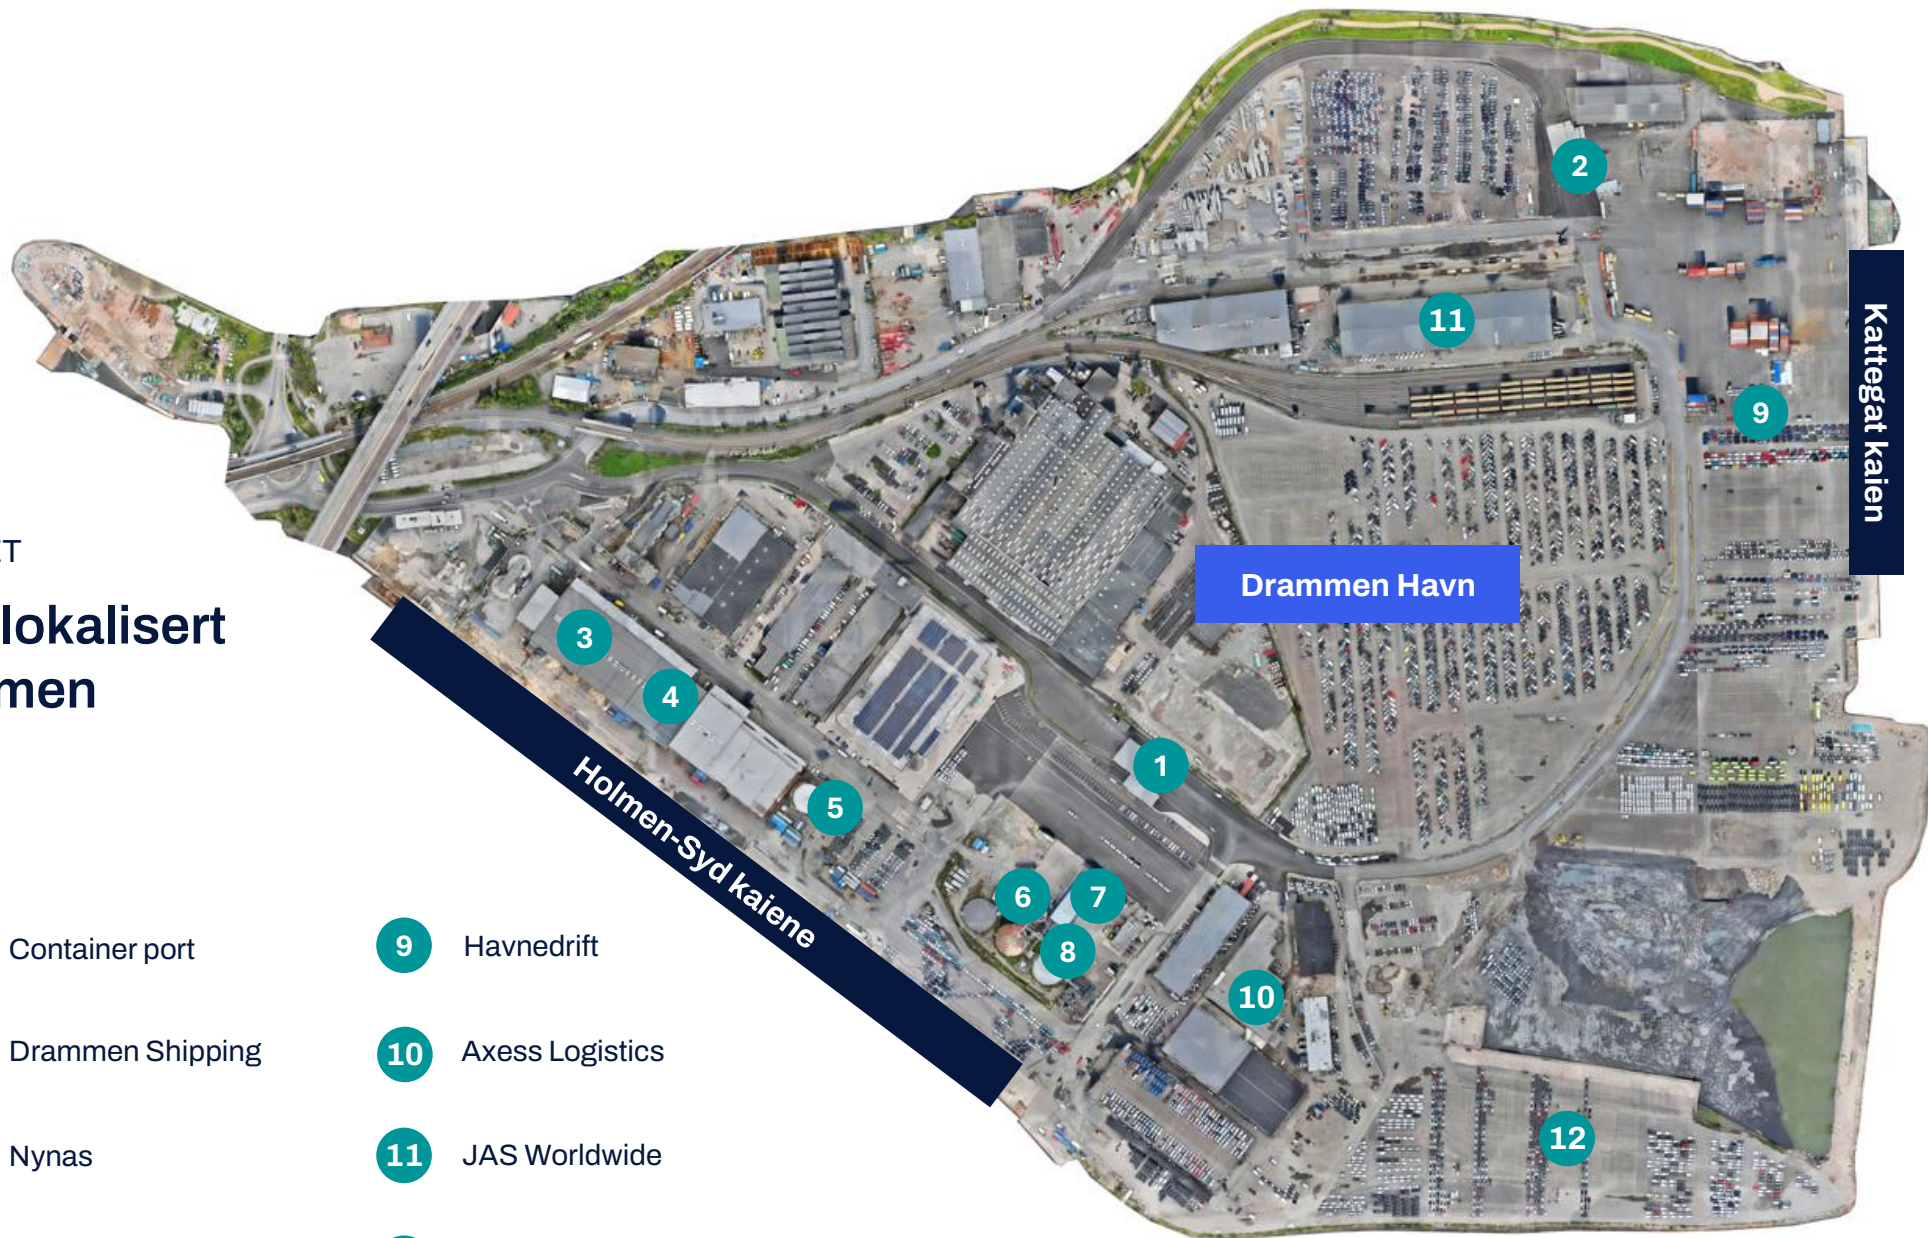 ET
lokalisert
men
Container port
Drammen Shipping
Nynas
9 Havnedrift
10 Axess Logistics
11 JAS Worldwide
2
11
9
Kattegat kaien
Drammen Havn
3
4
1
5
Holmen-Syd kaiene
6
7
8
10
12